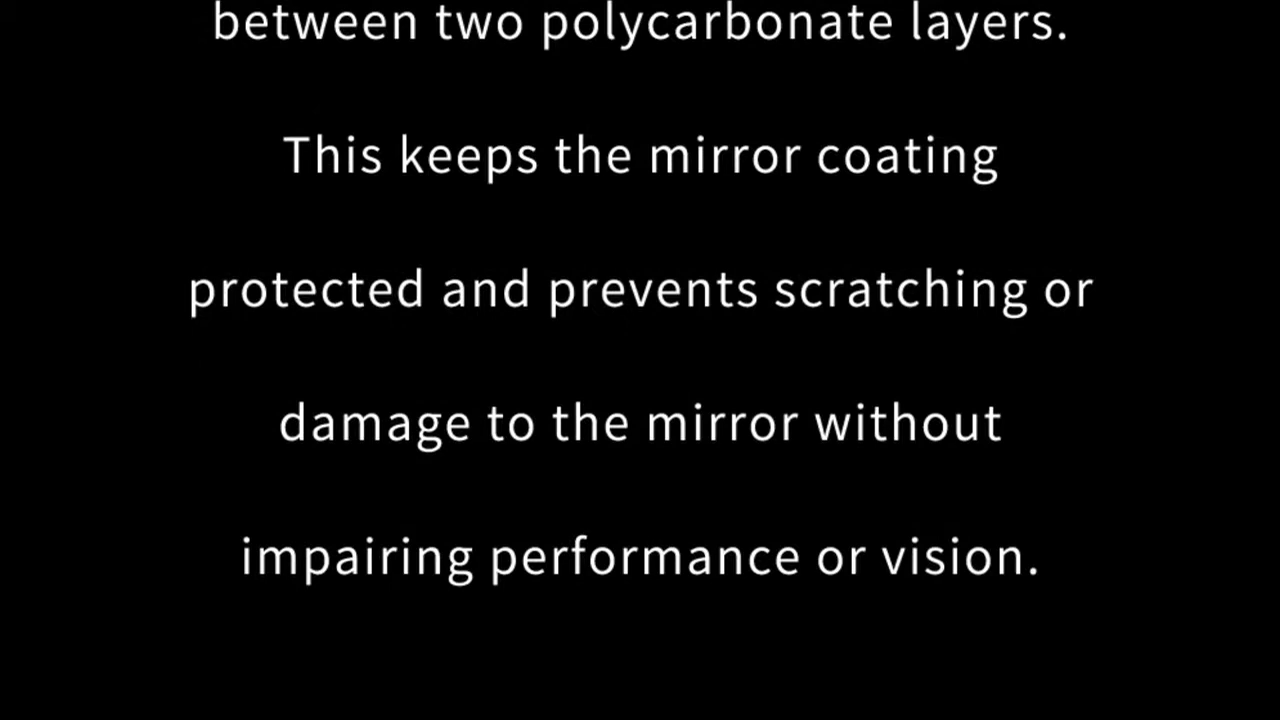 between two polycarbonate layers.
This keeps the mirror coating
protected and prevents scratching or
damage to the mirror without
impairing performance or vision.